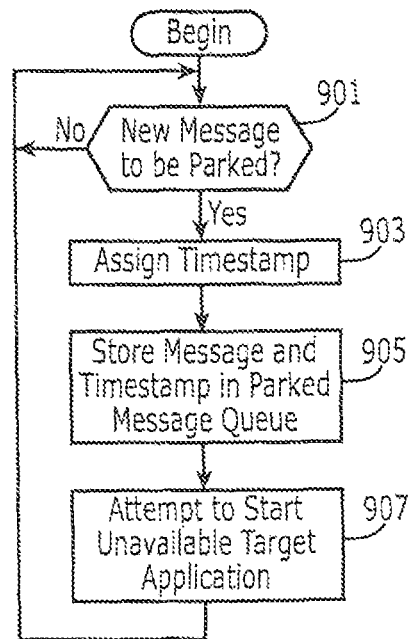 Begin
901
No
New Message
to be Parked?
Yes
903
Assign Timestamp
905
Store Message and
Timestamp in Parked
Message Queue
907
Attempt to Start
Unavailable Target
Application